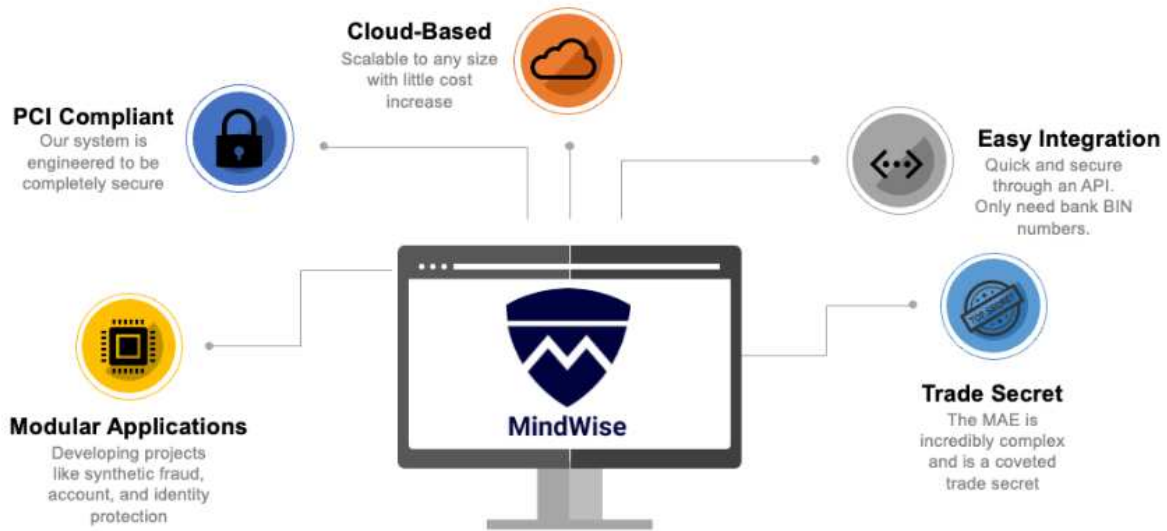 Cloud-Based
Scalable to any size
with little cost
increase
PCI Compliant
Our system is
engineered to be
completely secure
Easy Integration
Quick and secure
through an API.
Only need bank BIN
numbers.
TOP SECRET
MindWise
Modular Applications
Developing projects
like synthetic fraud,
account, and identity
protection
Trade Secret
The MAE is
incredibly complex
and is a coveted
trade secret